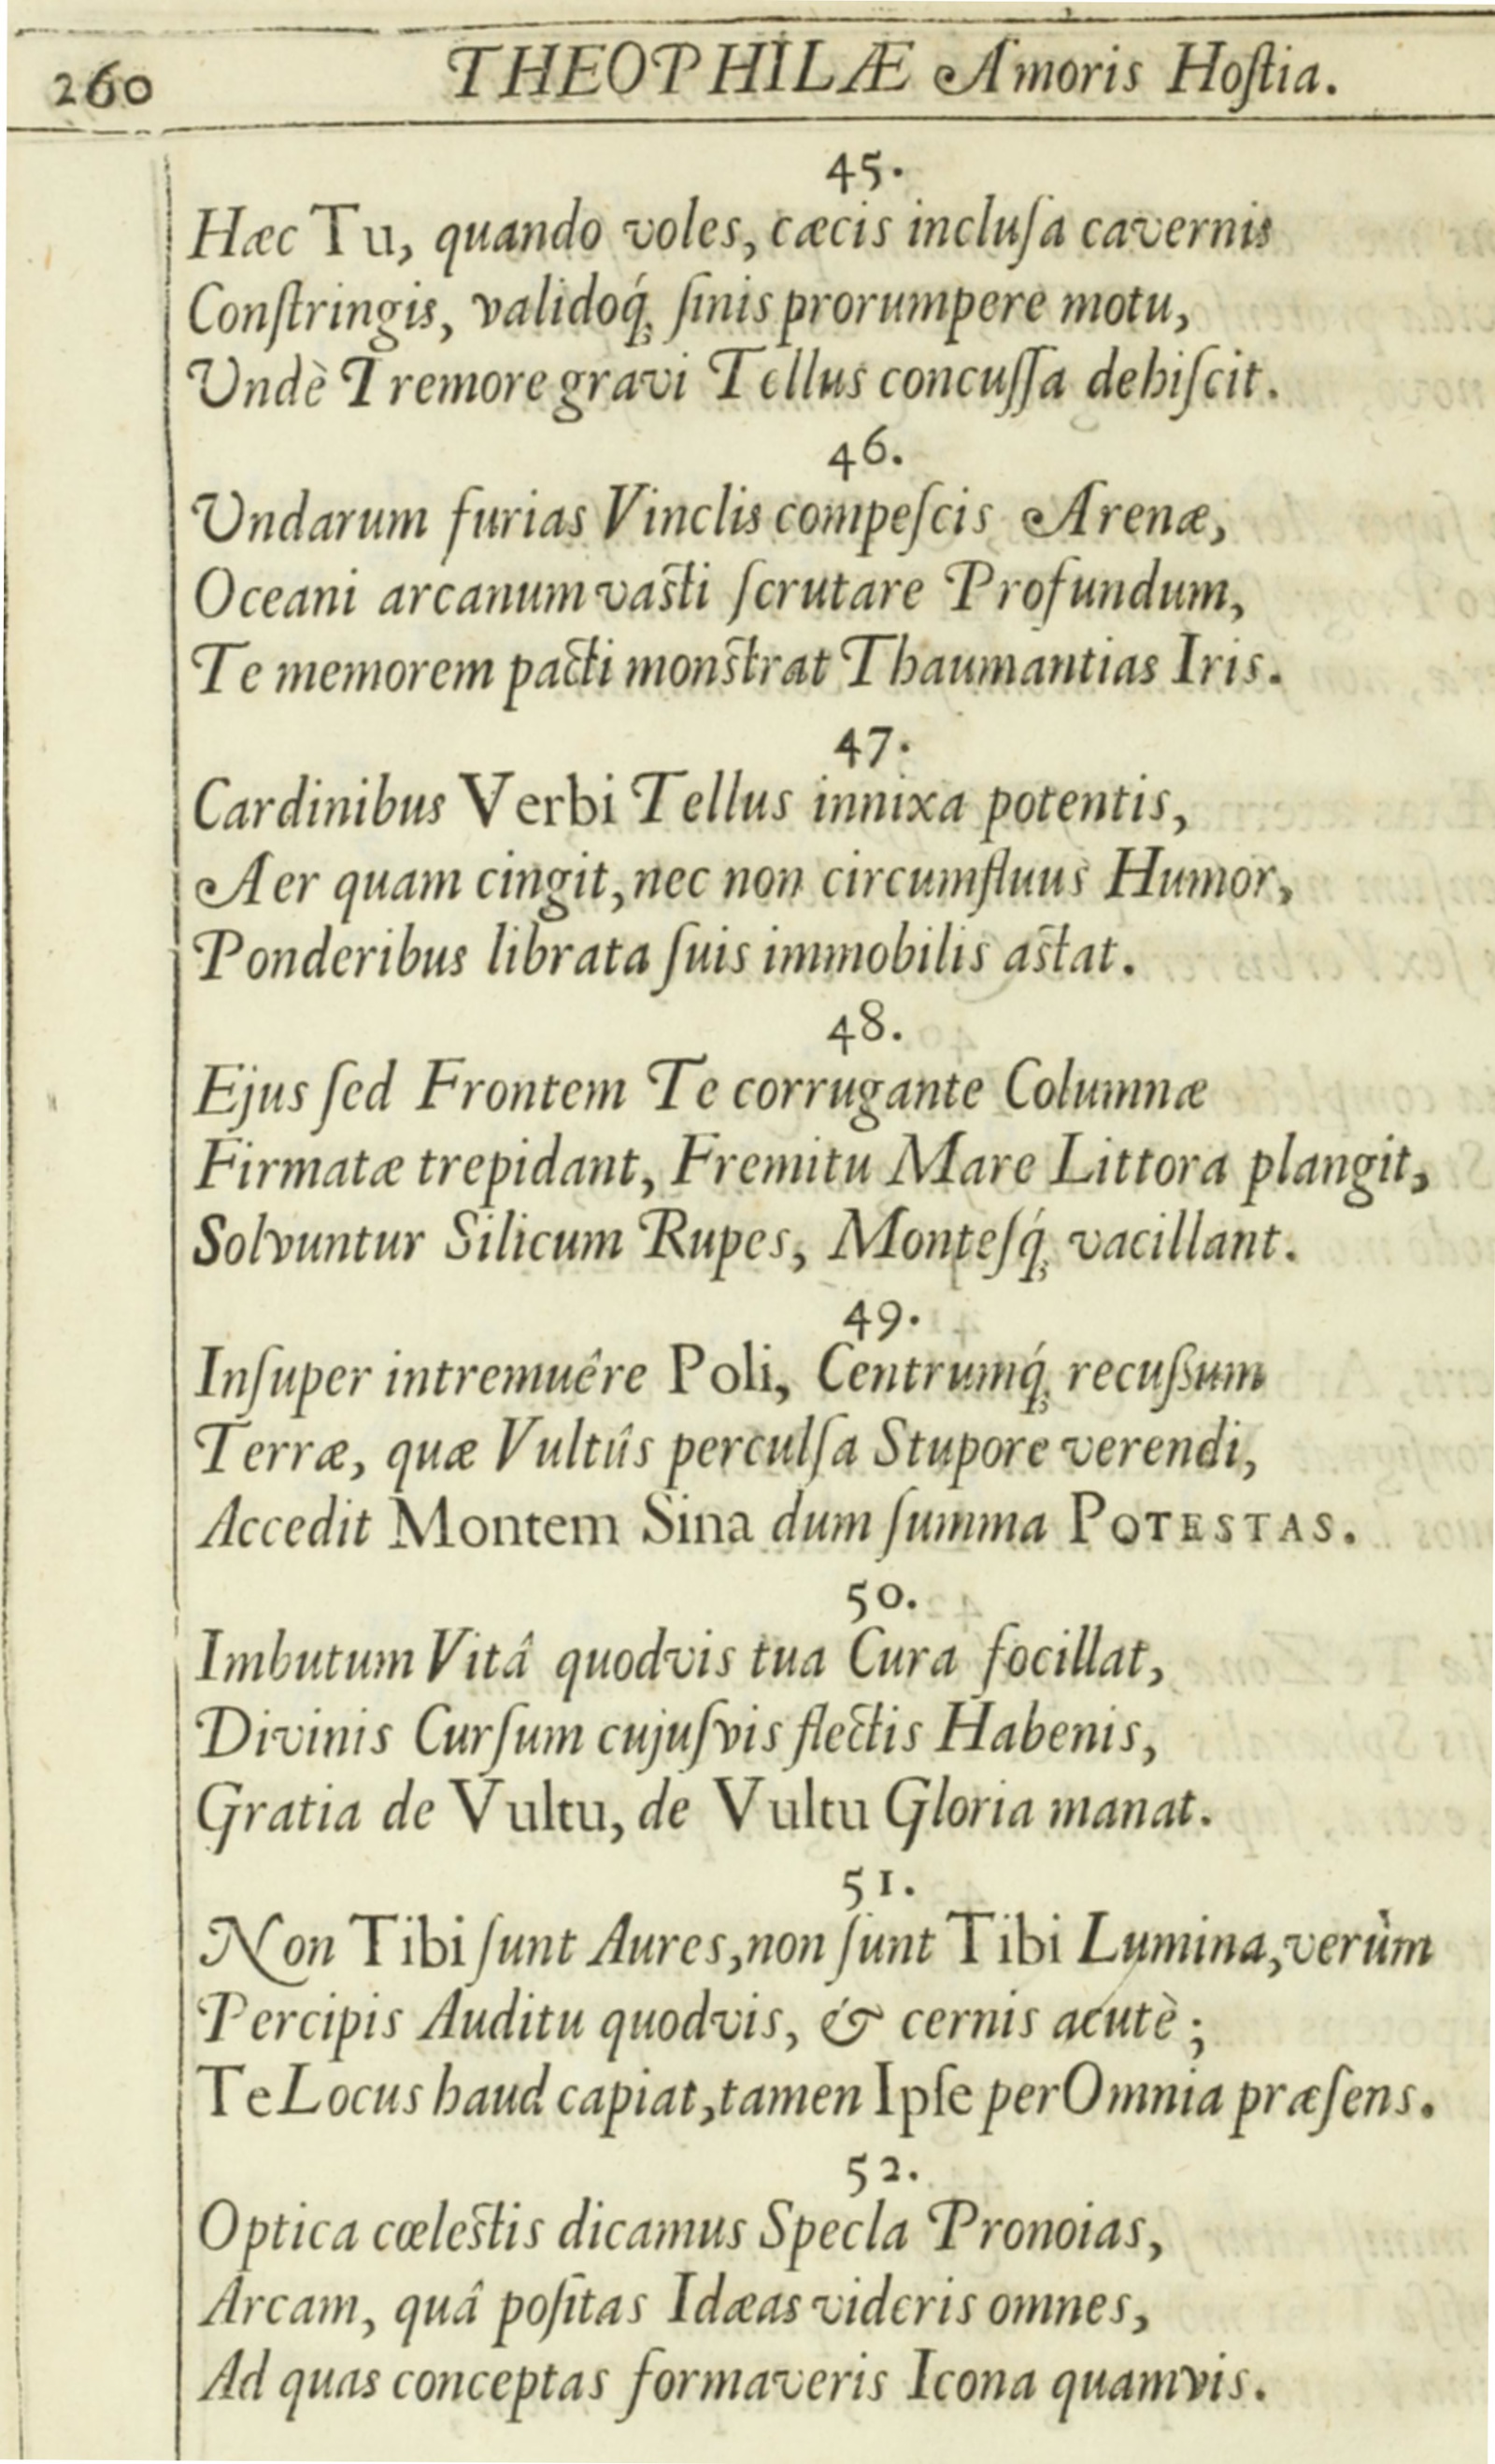 260 THEOPHILÆ Amoris Hoſtia.
45.
Hæc Tu, quando voles, cæcis incluſa cavernis
Conſtringis, validoq́; ſinis prorumpere motu,
Undè Tremore gravi Tellus concuſſa dehiſcit.
46.
Undarum furias Vinclis compeſcis Arenæ,
Oceani arcanum vaſti ſcrutare Profundum,
Te memorem pacti monſtrat Thaumantias Iris.
47.
Cardinibus Verbi Tellus innixa potentis,
Aer quam cingit, nec non circumfluus Humor,
Ponderibus librata ſuis immobilis aſtat.
48.
Ejus ſed Frontem Te corrugante Columnæ
Firmatæ trepidant, Fremitu Mare Littora plangit,
Solvuntur Silicum Rupes, Monteſq́; vacillant.
49.
Inſuper intremuêre Poli, Centrumq́; recuſsum
Terræ, quæ Vultûs perculſa Stupore verendi,
Accedit Montem Sina dum ſumma POTESTAS.
50.
Imbutum Vitâ quodvis tua Cura focillat,
Divinis Curſum cujuſvis flectis Habenis,
Gratia de Vultu, de Vultu Gloria manat.
51.
Non Tibi ſunt Aures, non ſunt Tibi Lumina, verùm
Percipis Auditu quodvis, & cernis acutè;
Te Locus haud capiat, tamen Ipſe per Omnia præſens.
52.
Optica cœleſtis dicamus Specla Pronoias,
Arcam, quâ poſitas Idæas videris omnes,
Ad quas conceptas formaveris Icona quamvis.